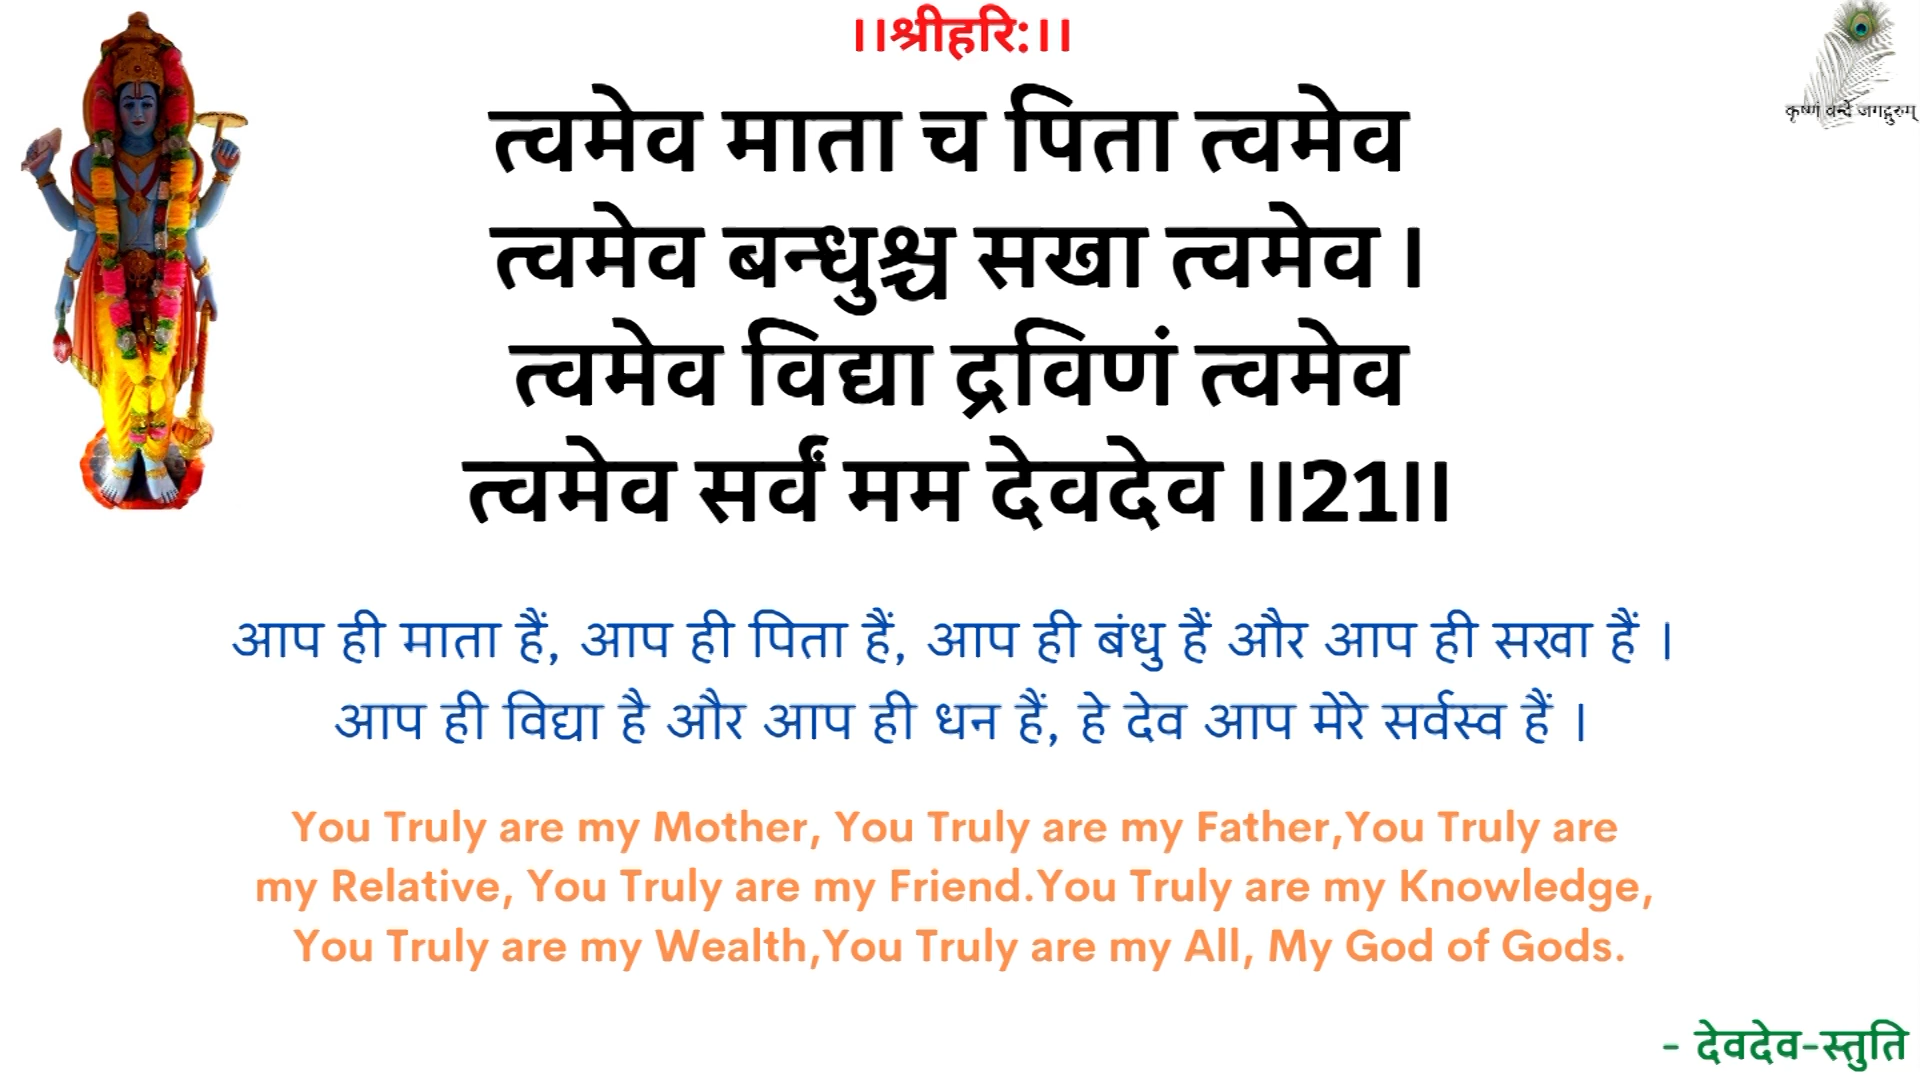 ।।श्रीहरि:।।
कृष्णं वन्दे जगद्गुरुम्
त्वमेव माता च पिता त्वमेव
त्वमेव बन्धुश्च सखा त्वमेव ।
त्वमेव विद्या द्रविणं त्वमेव
त्वमेव सर्वं मम देवदेव ।।21।।
आप ही माता हैं, आप ही पिता हैं, आप ही बंधु हैं और आप ही सखा हैं ।
आप ही विद्या है और आप ही धन हैं, हे देव आप मेरे सर्वस्व हैं ।
You Truly are my Mother, You Truly are my Father,You Truly are
my Relative, You Truly are my Friend.You Truly are my Knowledge,
You Truly are my Wealth,You Truly are my All, My God of Gods.
- देवदेव-स्तुति